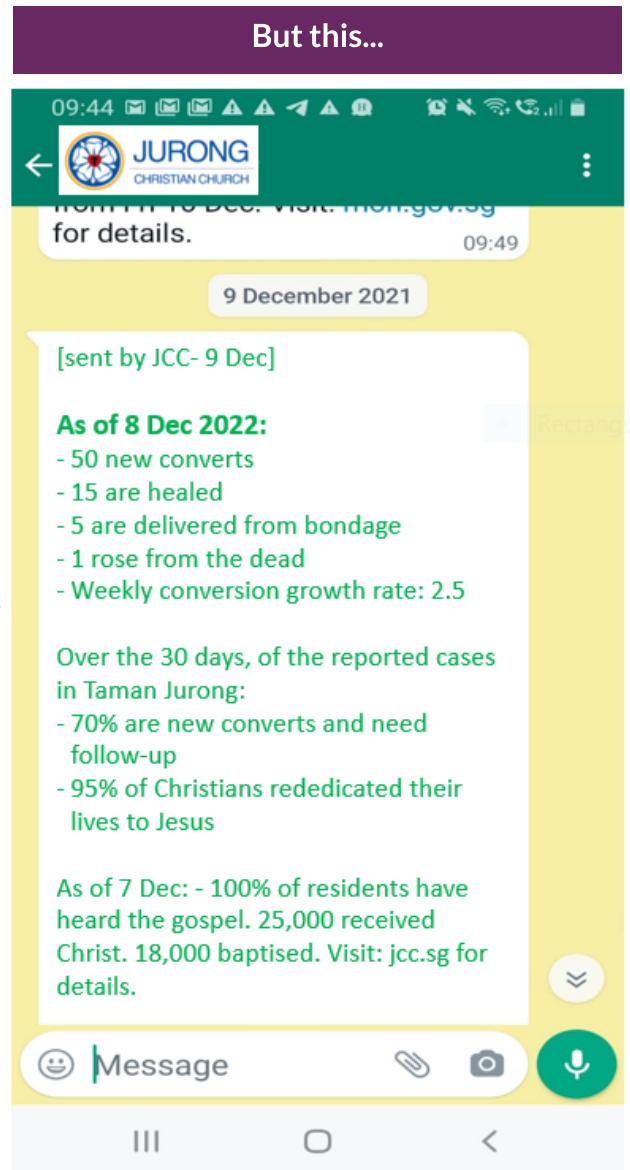 But this...
09:44
JURONG
CHRISTIAN CHURCH
for details.
09:49
9 December 2021
[sent by JCC- 9 Dec]
As of 8 Dec 2022:
- 50 new converts
- 15 are healed
- 5 are delivered from bondage
- 1 rose from the dead
- Weekly conversion growth rate: 2.5
Over the 30 days, of the reported cases
in Taman Jurong:
- 70% are new converts and need
follow-up
- 95% of Christians rededicated their
lives to Jesus
As of 7 Dec: - 100% of residents have
heard the gospel. 25,000 received
Christ. 18,000 baptised. Visit: jcc.sg for
details.
Message